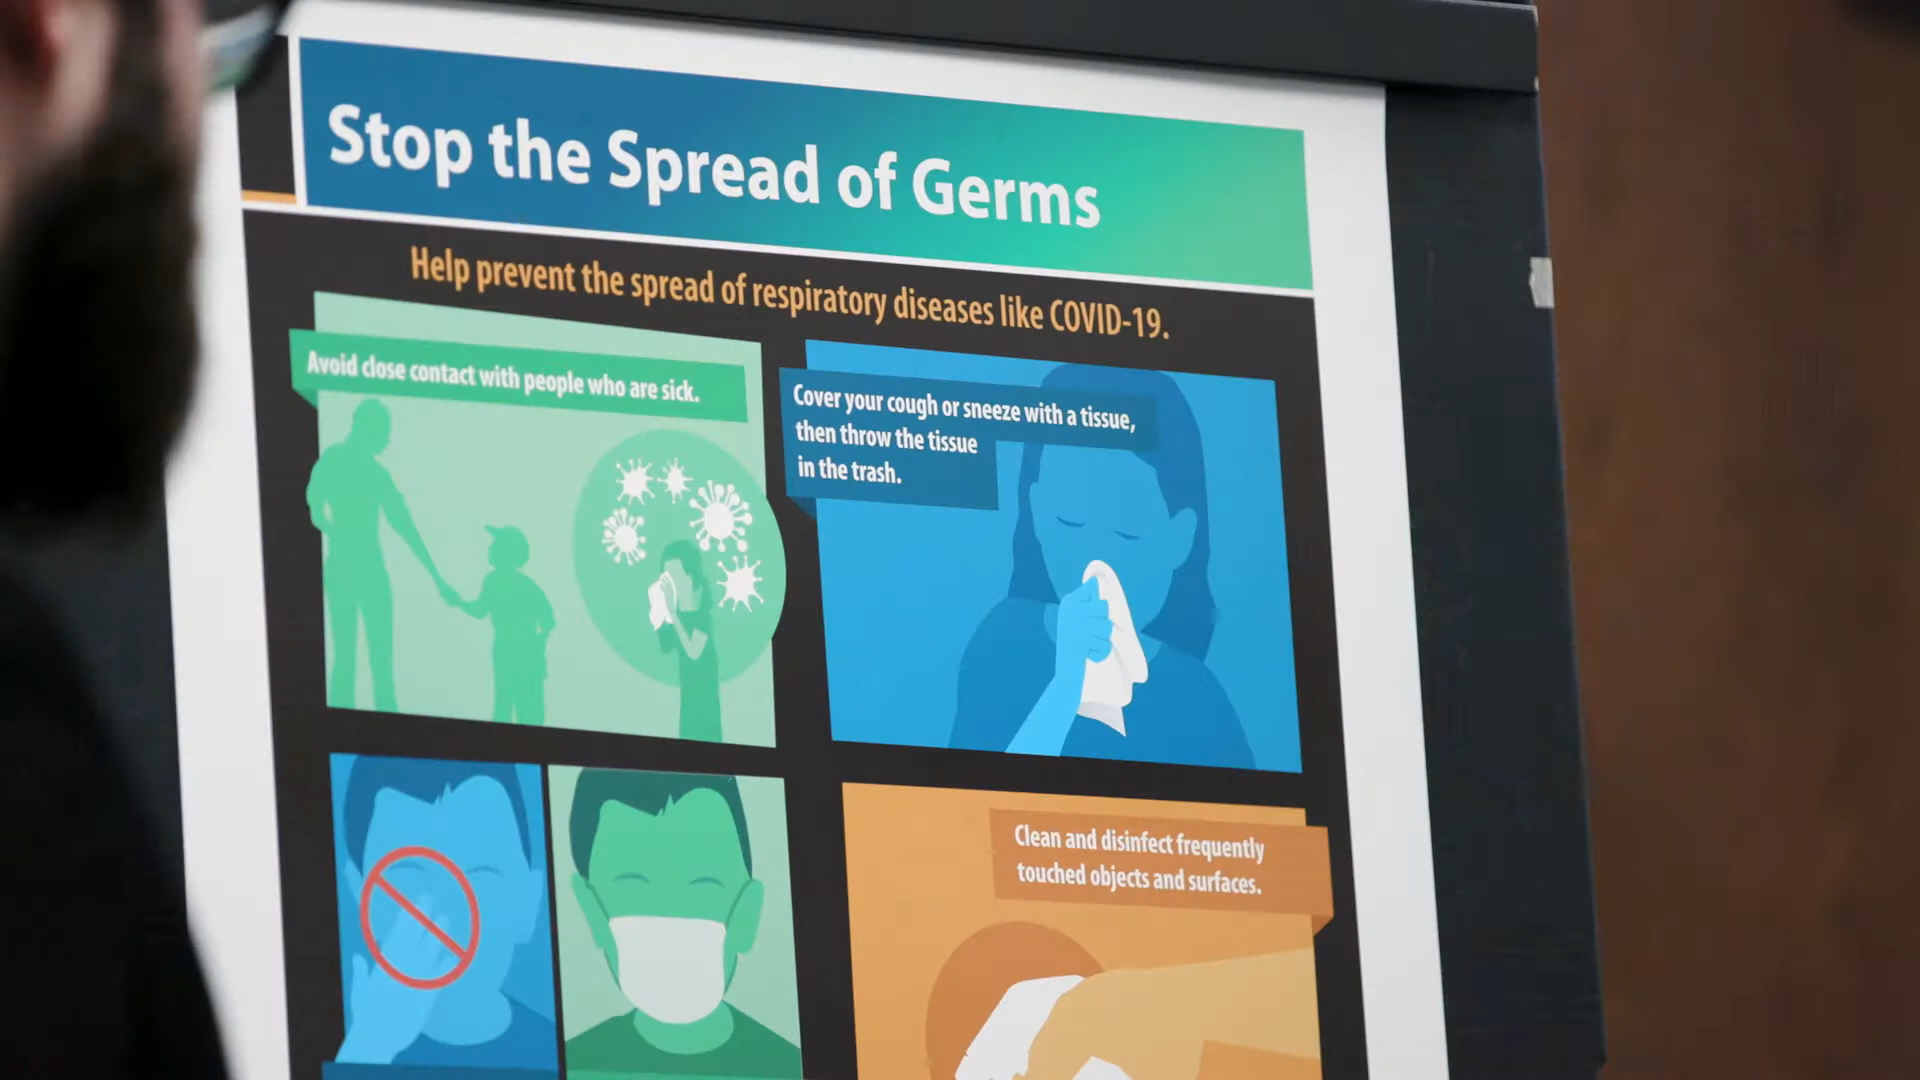 Stop the Spread of Germs
Help prevent the spread of respiratory diseases like COVID-19.
Avoid close contact with people who are sick.
Cover your cough or sneeze with a tissue,
then throw the tissue
in the trash.
Clean and disinfect frequently
touched objects and surfaces.